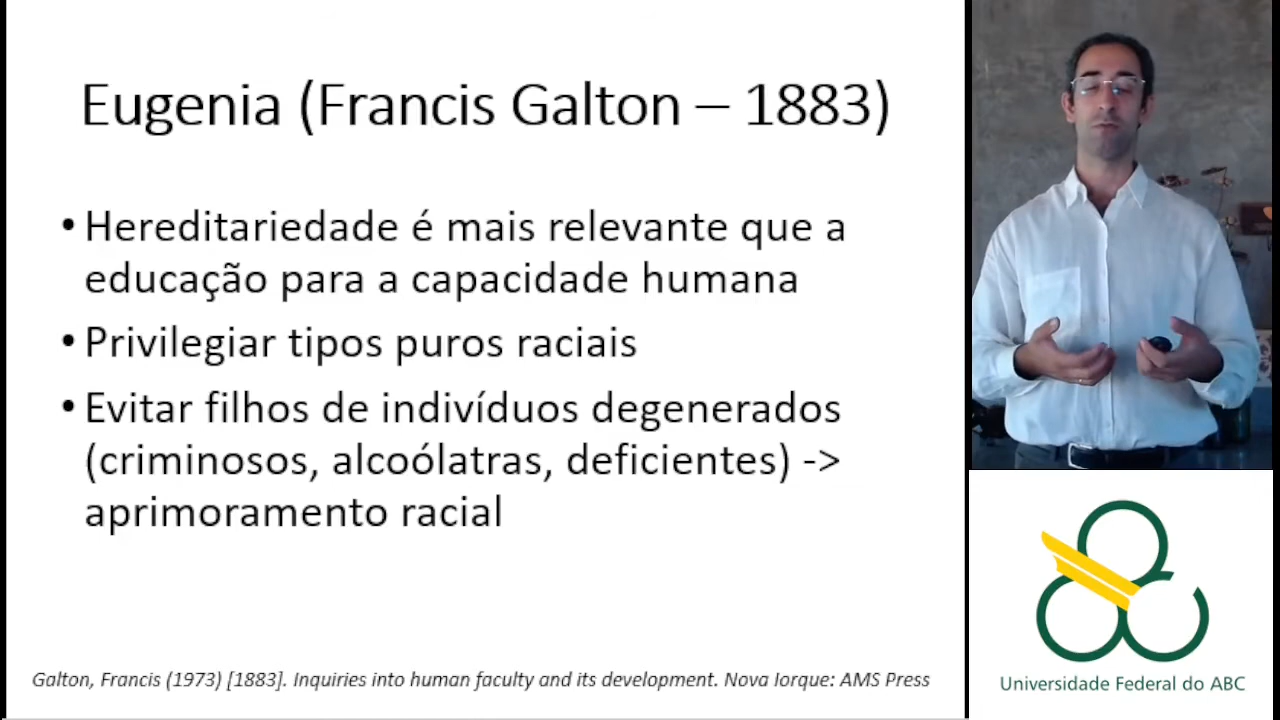 Eugenia (Francis Galton – 1883)
• Hereditariedade é mais relevante que a
educação para a capacidade humana
• Privilegiar tipos puros raciais
• Evitar filhos de indivíduos degenerados
(criminosos, alcoólatras, deficientes) ->
aprimoramento racial
Galton, Francis (1973) [1883]. Inquiries into human faculty and its development. Nova Iorque: AMS Press
Universidade Federal do ABC